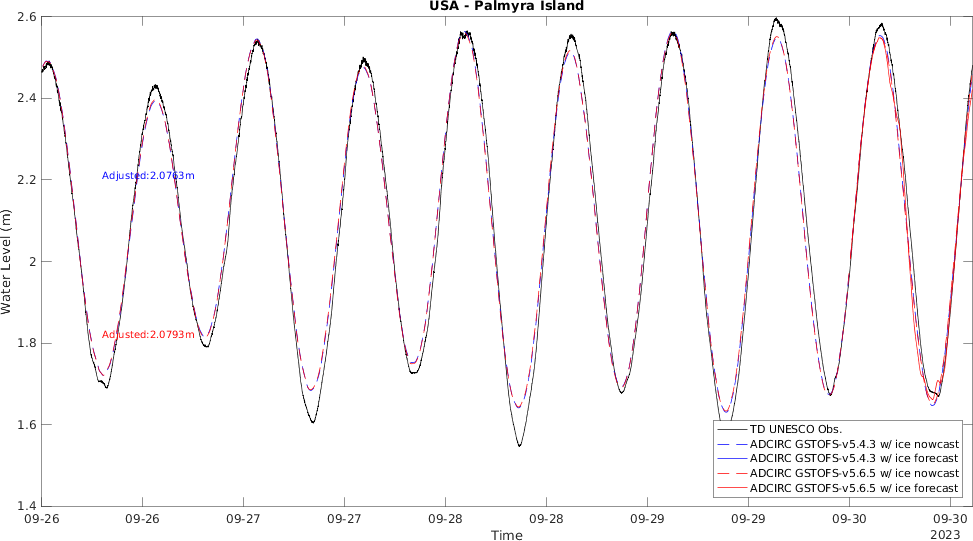 USA - Palmyra Island
2.6
2.4
2.2
2
1.8
1.6
1.4
Water Level (m)
Adjusted:2.0763m
Adjusted:2.0793m
TD UNESCO Obs.
ADCIRC GSTOFS-v5.4.3 w/ ice nowcast
ADCIRC GSTOFS-v5.4.3 w/ ice forecast
ADCIRC GSTOFS-v5.6.5 w/ ice nowcast
ADCIRC GSTOFS-v5.6.5 w/ ice forecast
09-26 09-26 09-27 09-27 09-28 09-28 09-29 09-29 09-30 09-30
2023
Time